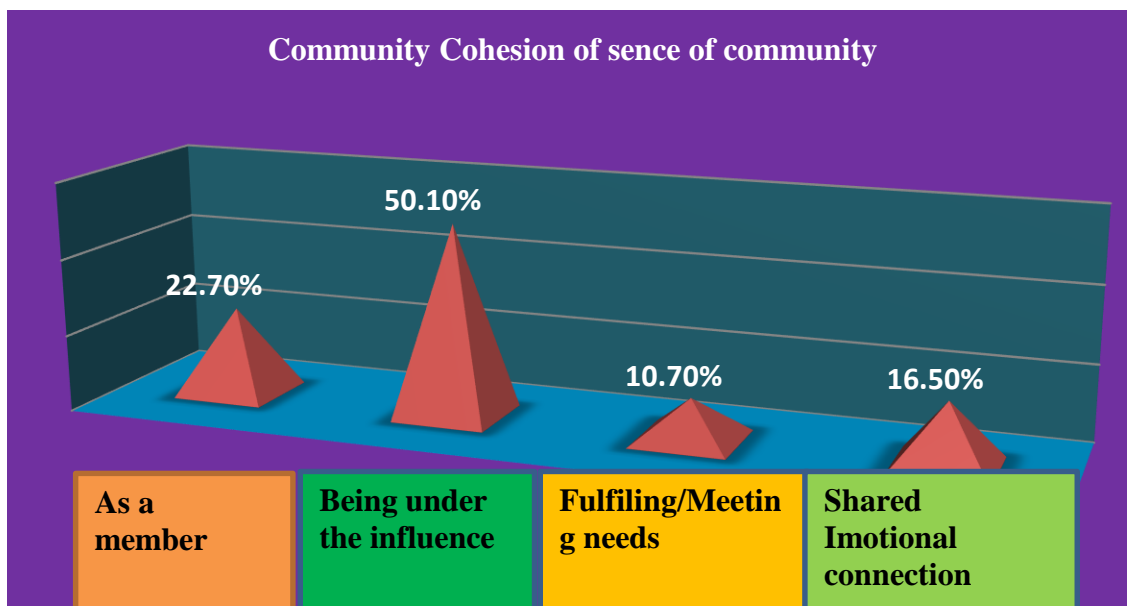 Community Cohesion of sence of community
50.10%
22.70%
10.70%
16.50%
As a
member
Being under
the influence
Fulfiling/Meetin
g needs
Shared
Imotional
connection